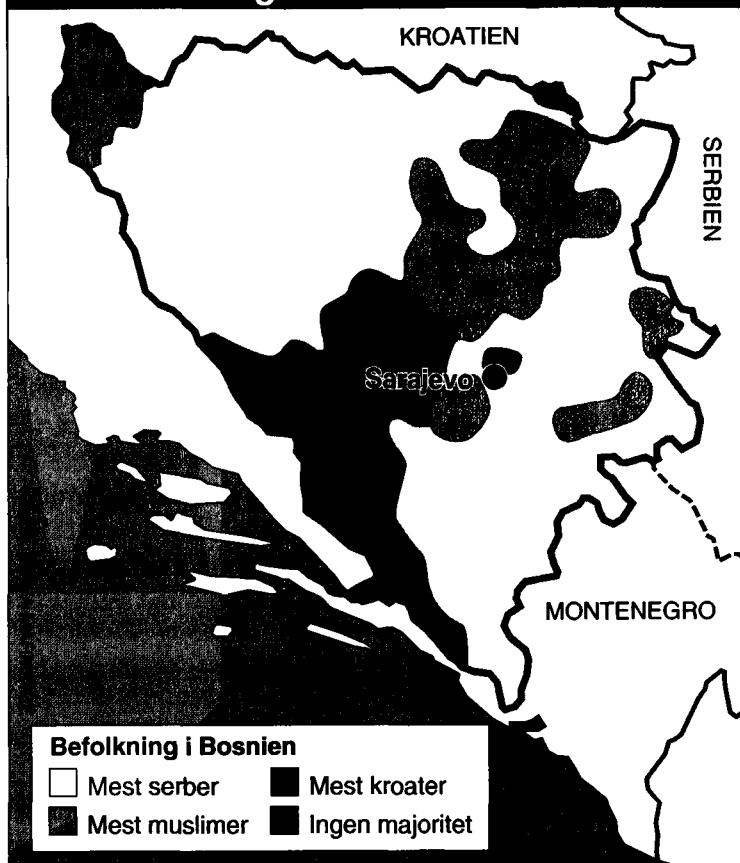 KROATIEN
SERBIEN
Sarajevo
MONTENEGRO
Befolkning i Bosnien
Mest serber
Mest kroater
Mest muslimer
Ingen majoritet